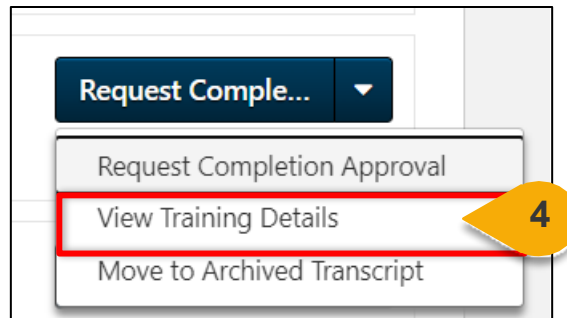 Request Comple...
Request Completion Approval
View Training Details
4
Move to Archived Transcript